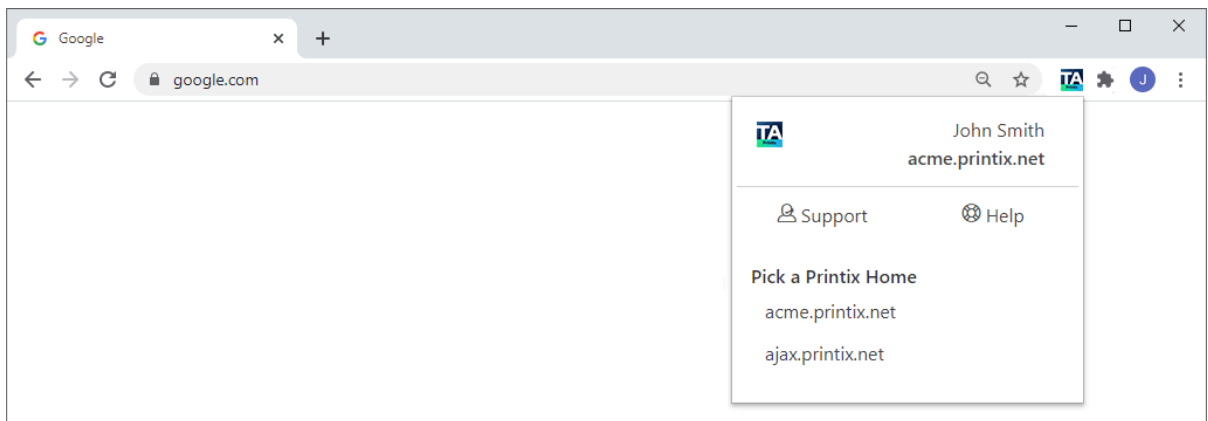 Google
google.com
TA
J
TA
John Smith
acme.printix.net
Support
Help
Pick a Printix Home
acme.printix.net
ajax.printix.net